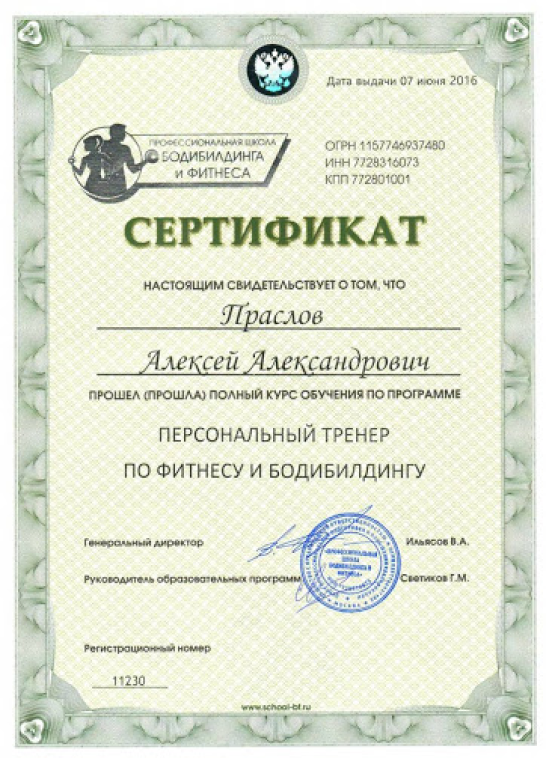 Дата выдачи 07 июня 2016
ПРОФЕССИОНАЛЬНАЯ ШКОЛА
БОДИБИЛДИНГА
И ФИТНЕСА
ОГРН 1157746937480
ИНН 7728316073
КПП 772801001
СЕРТИФИКАТ
НАСТОЯЩИМ СВИДЕТЕЛЬСТВУЕТ О ТОМ, ЧТО
Праслов
Алексей Александрович
ПРОШЕЛ (ПРОШЛА) ПОЛНЫЙ КУРС ОБУЧЕНИЯ ПО ПРОГРАММЕ
ПЕРСОНАЛЬНЫЙ ТРЕНЕР
ПО ФИТНЕСУ И БОДИБИЛДИНГУ
Генеральный директор
Ильясов В.А.
"ПРОФЕССИОНАЛЬНАЯ
ШКОЛА
БОДИБИЛДИНГА И
ФИТНЕСА"
МОСКВА
Руководитель образовательных программ
Светиков Г.М.
Регистрационный номер
11230
www.school-bf.ru